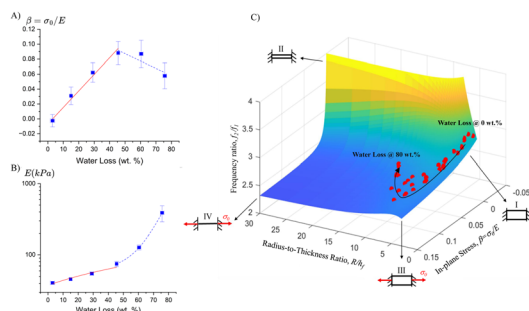 A)
β = σ₀/E
0.12
0.10
0.08
0.06
0.04
0.02
0.00
−0.02
0 10 20 30 40 50 60 70 80
Water Loss (wt. %)
B)
E(kPa)
1000
100
0 10 20 30 40 50 60 70 80
Water Loss (wt. %)
C)
II
Frequency ratio, f₂/f₁
4
3.5
3
2.5
2
Water Loss @ 0 wt.%
Water Loss @ 80 wt.%
30 25 20 15 10 5 0
Radius-to-Thickness Ratio, R/h_f
0.15 0.1 0.05 0 -0.05
In-plane Stress, β=σ₀/E
I
IV
σ₀
III
σ₀